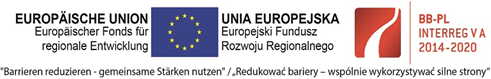 EUROPÄISCHE UNION
Europäischer Fonds für
regionale Entwicklung
UNIA EUROPEJSKA
Europejski Fundusz
Rozwoju Regionalnego
BB-PL
INTERREG V A
2014-2020
"Barrieren reduzieren - gemeinsame Stärken nutzen" /„Redukować bariery – wspólnie wykorzystywać silne strony"